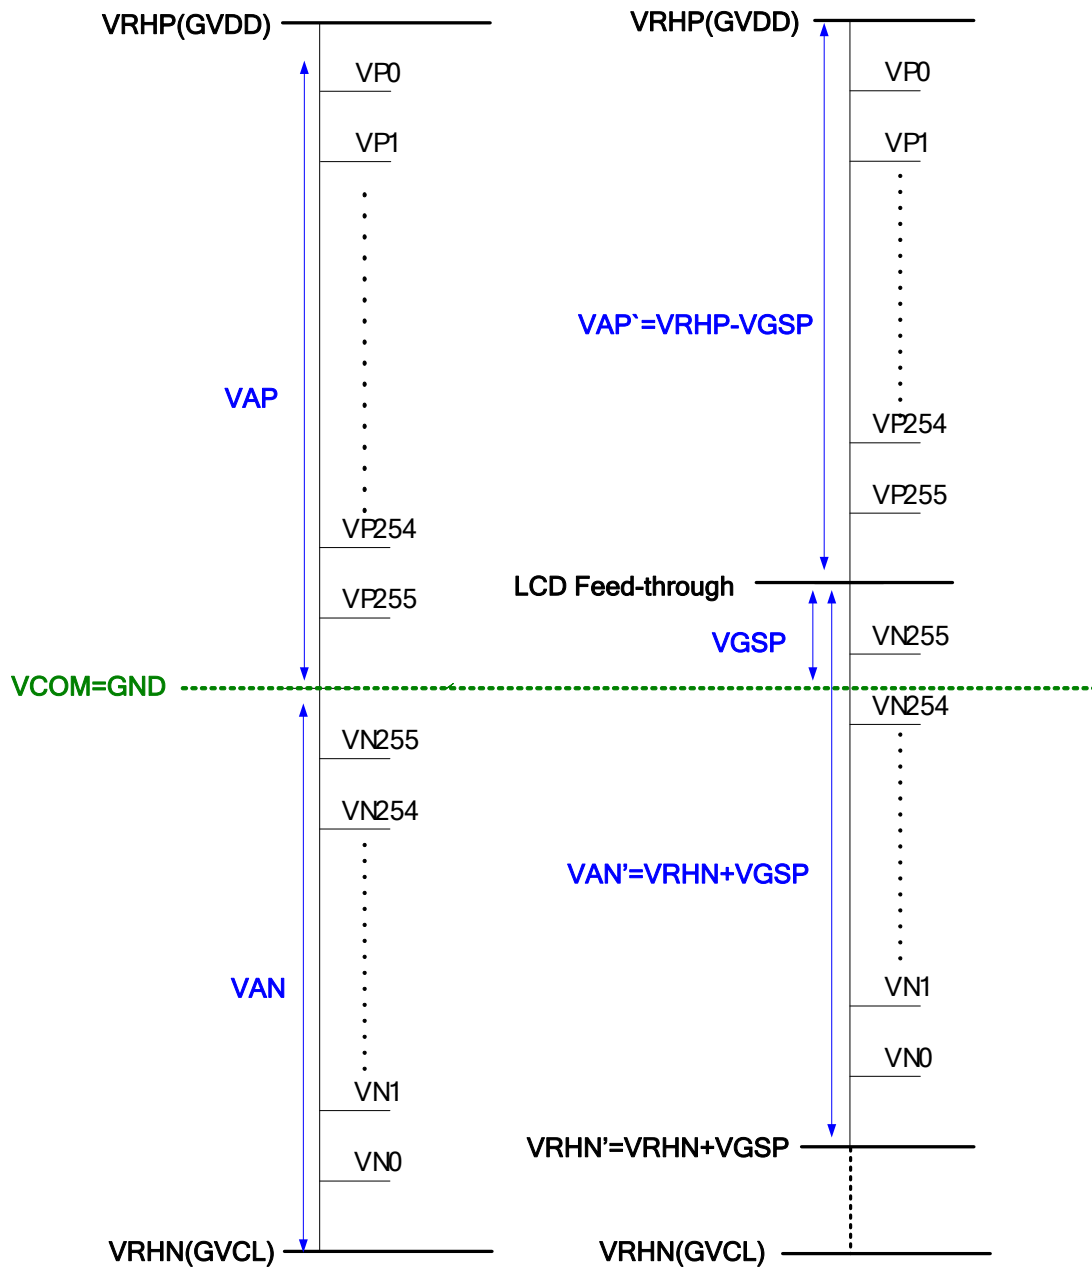 VRHP(GVDD)
VP0
VP1
VAP
VP254
VP255
VCOM=GND
VN255
VN254
VAN
VN1
VN0
VRHN(GVCL)
VRHP(GVDD)
VP0
VP1
VAP`=VRHP-VGSP
VP254
VP255
LCD Feed-through
VGSP
VN255
VN254
VAN’=VRHN+VGSP
VN1
VN0
VRHN’=VRHN+VGSP
VRHN(GVCL)